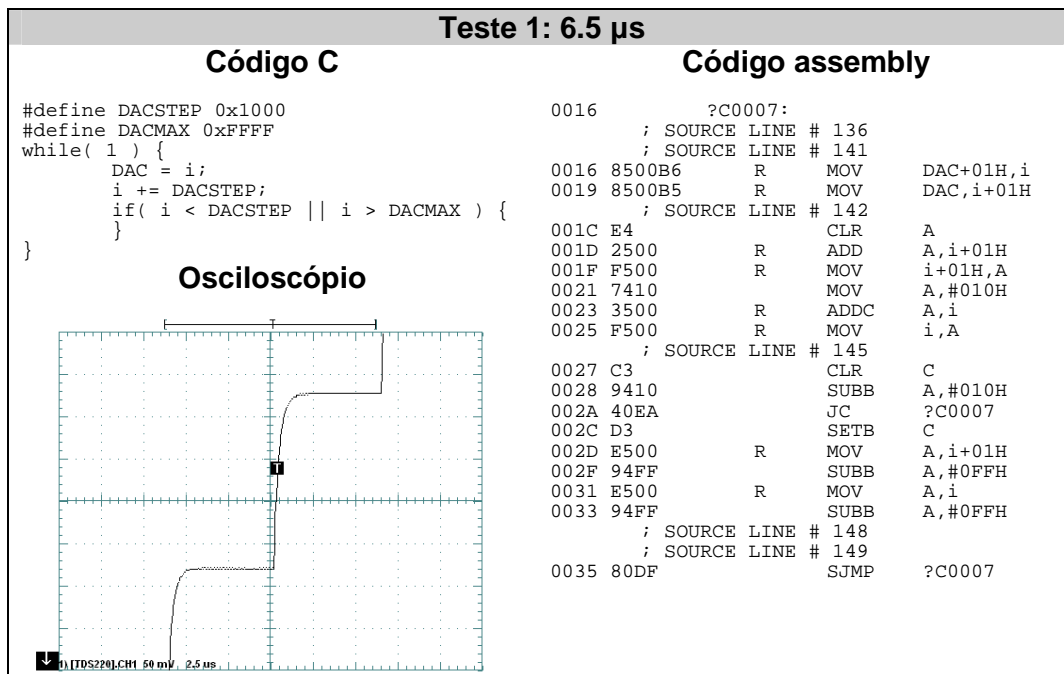 Teste 1: 6.5 µs
Código C
#define DACSTEP 0x1000
#define DACMAX 0xFFFF
while( 1 ) {
DAC = i;
i += DACSTEP;
if( i < DACSTEP || i > DACMAX ) {
}
}
Osciloscópio
T
T
1) [TDS220].CH1 50 mV 2.5 us
Código assembly
0016 ?C0007:
; SOURCE LINE # 136
; SOURCE LINE # 141
0016 8500B6 R MOV DAC+01H,i
0019 8500B5 R MOV DAC,i+01H
; SOURCE LINE # 142
001C E4 CLR A
001D 2500 R ADD A,i+01H
001F F500 R MOV i+01H,A
0021 7410 MOV A,#010H
0023 3500 R ADDC A,i
0025 F500 R MOV i,A
; SOURCE LINE # 145
0027 C3 CLR C
0028 9410 SUBB A,#010H
002A 40EA JC ?C0007
002C D3 SETB C
002D E500 R MOV A,i+01H
002F 94FF SUBB A,#0FFH
0031 E500 R MOV A,i
0033 94FF SUBB A,#0FFH
; SOURCE LINE # 148
; SOURCE LINE # 149
0035 80DF SJMP ?C0007